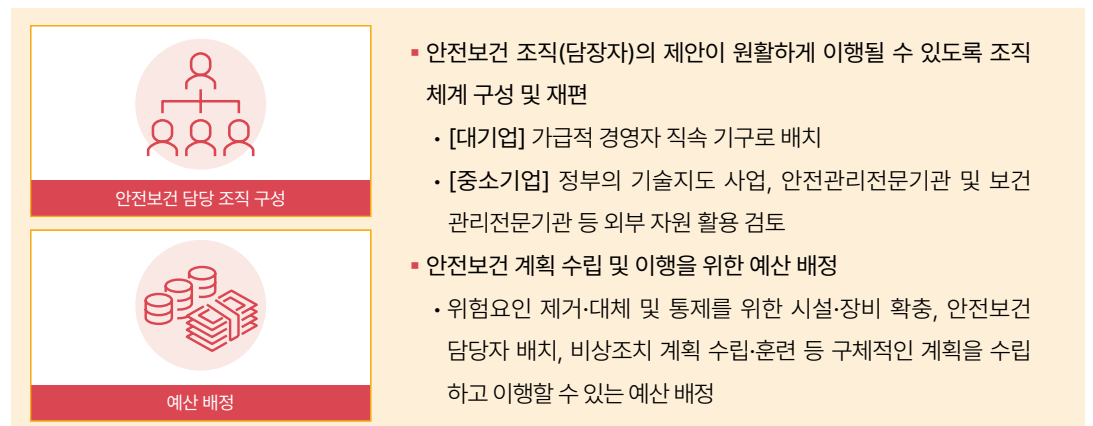 안전보건 담당 조직 구성
예산 배정
▪ 안전보건 조직(담장자)의 제안이 원활하게 이행될 수 있도록 조직
체계 구성 및 재편
• [대기업] 가급적 경영자 직속 기구로 배치
• [중소기업] 정부의 기술지도 사업, 안전관리전문기관 및 보건
관리전문기관 등 외부 자원 활용 검토
▪ 안전보건 계획 수립 및 이행을 위한 예산 배정
• 위험요인 제거·대체 및 통제를 위한 시설·장비 확충, 안전보건
담당자 배치, 비상조치 계획 수립·훈련 등 구체적인 계획을 수립
하고 이행할 수 있는 예산 배정